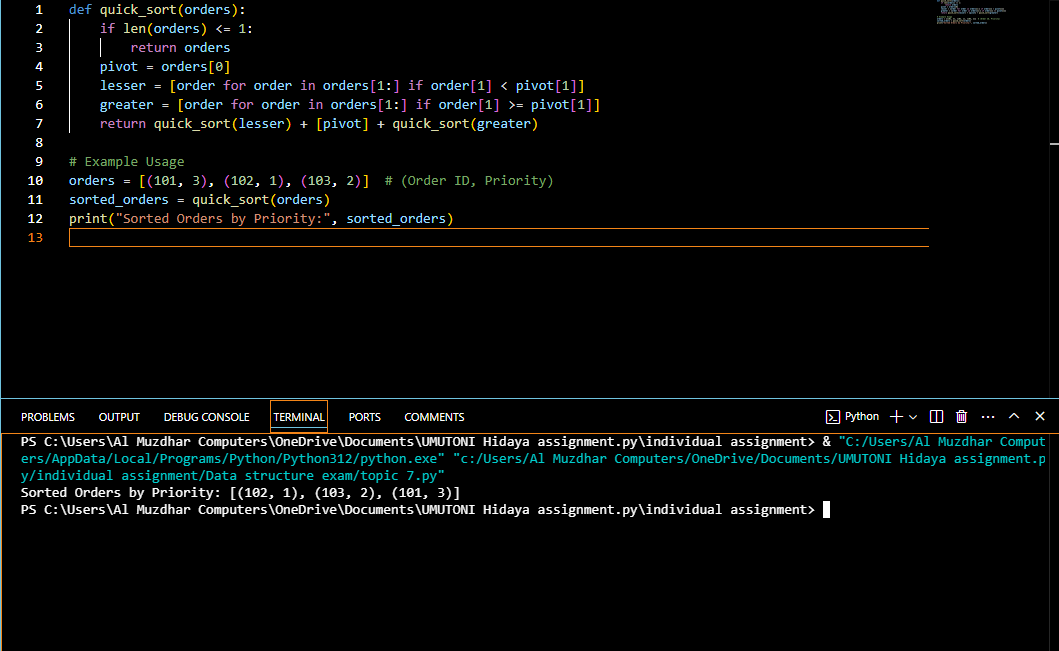 1 def quick_sort(orders):
2     if len(orders) <= 1:
3         return orders
4     pivot = orders[0]
5     lesser = [order for order in orders[1:] if order[1] < pivot[1]]
6     greater = [order for order in orders[1:] if order[1] >= pivot[1]]
7     return quick_sort(lesser) + [pivot] + quick_sort(greater)
8
9 # Example Usage
10 orders = [(101, 3), (102, 1), (103, 2)]  # (Order ID, Priority)
11 sorted_orders = quick_sort(orders)
12 print("Sorted Orders by Priority:", sorted_orders)
13
PROBLEMS OUTPUT DEBUG CONSOLE TERMINAL PORTS COMMENTS Python
PS C:\Users\Al Muzdhar Computers\OneDrive\Documents\UMUTONI Hidaya assignment.py\individual assignment> & "C:/Users/Al Muzdhar Comput
ers/AppData/Local/Programs/Python/Python312/python.exe" "c:/Users/Al Muzdhar Computers/OneDrive/Documents/UMUTONI Hidaya assignment.p
y/individual assignment/Data structure exam/topic 7.py"
Sorted Orders by Priority: [(102, 1), (103, 2), (101, 3)]
PS C:\Users\Al Muzdhar Computers\OneDrive\Documents\UMUTONI Hidaya assignment.py\individual assignment>